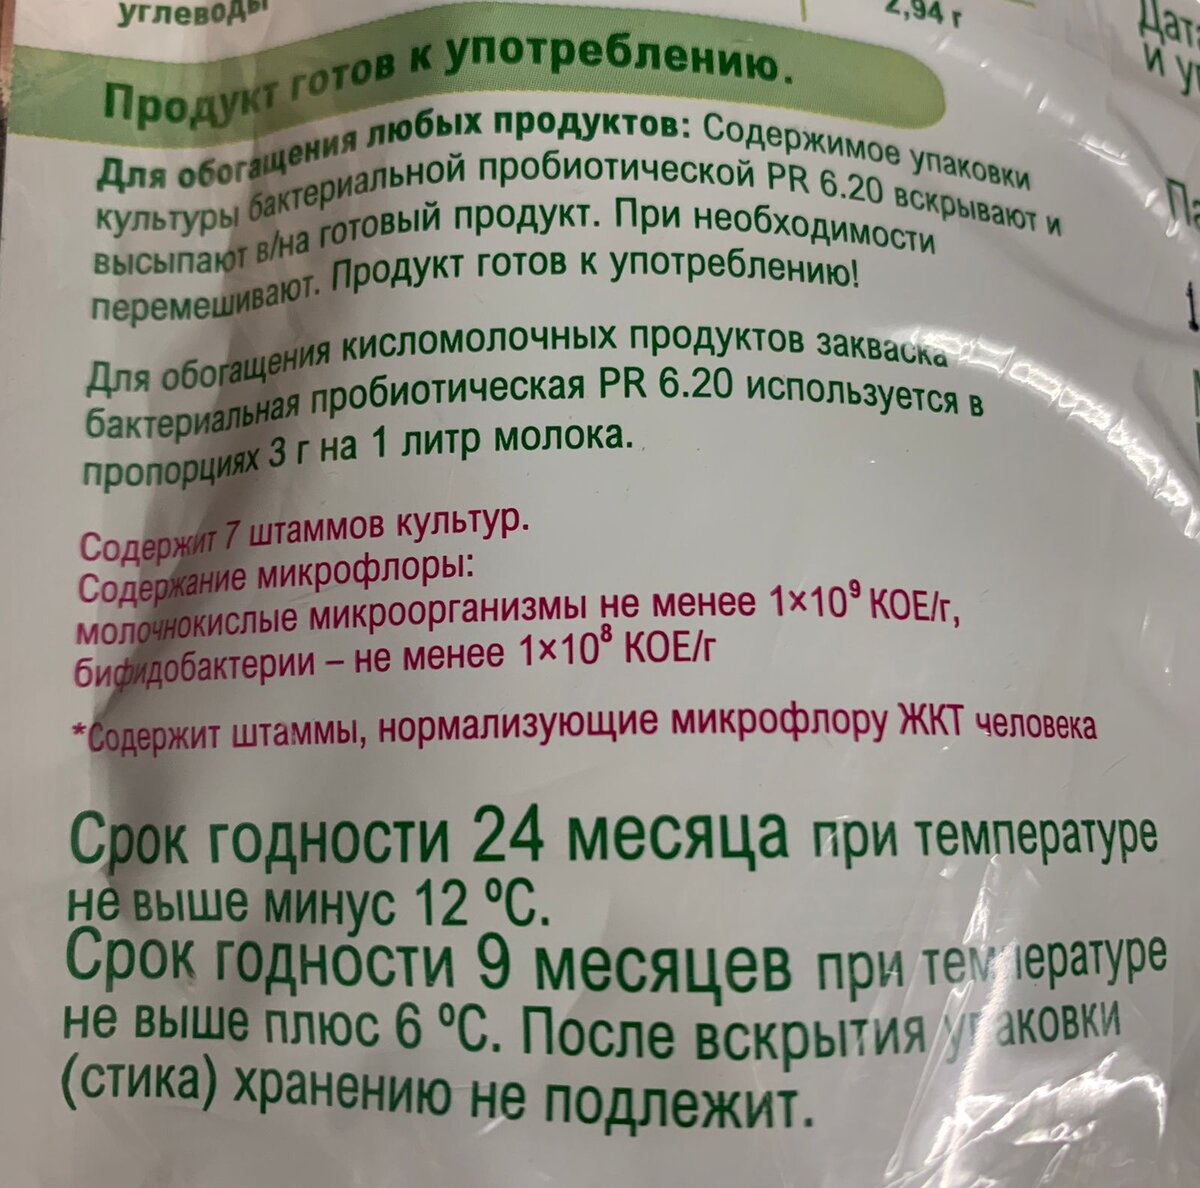 углеводы
2,94 г
и
Продукт готов к употреблению.
Для обогащения любых продуктов: Содержимое упаковки
культуры бактериальной пробиотической PR 6.20 вскрывают и
высыпают в/на готовый продукт. При необходимости
перемешивают. Продукт готов к употреблению!
Для обогащения кисломолочных продуктов закваска
бактериальная пробиотическая PR 6.20 используется в
пропорциях 3 г на 1 литр молока.
Содержит 7 штаммов культур.
Содержание микрофлоры:
молочнокислые микроорганизмы не менее 1×10⁹ КОЕ/г,
бифидобактерии – не менее 1×10⁸ КОЕ/г
*Содержит штаммы, нормализующие микрофлору ЖКТ человека
Срок годности 24 месяца при температуре
не выше минус 12 ºС.
Срок годности 9 месяцев при температуре
не выше плюс 6 ºС. После вскрытия упаковки
(стика) хранению не подлежит.